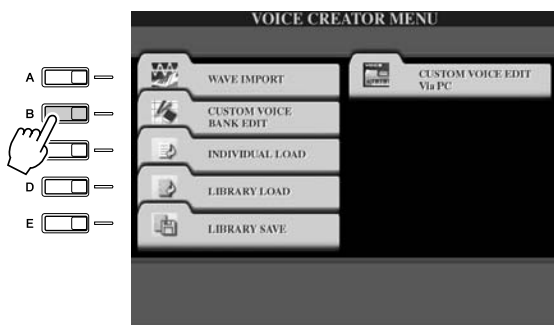 VOICE CREATOR MENU
A
WAVE IMPORT
CUSTOM VOICE EDIT
Via PC
B
CUSTOM VOICE
BANK EDIT
INDIVIDUAL LOAD
D
LIBRARY LOAD
E
LIBRARY SAVE